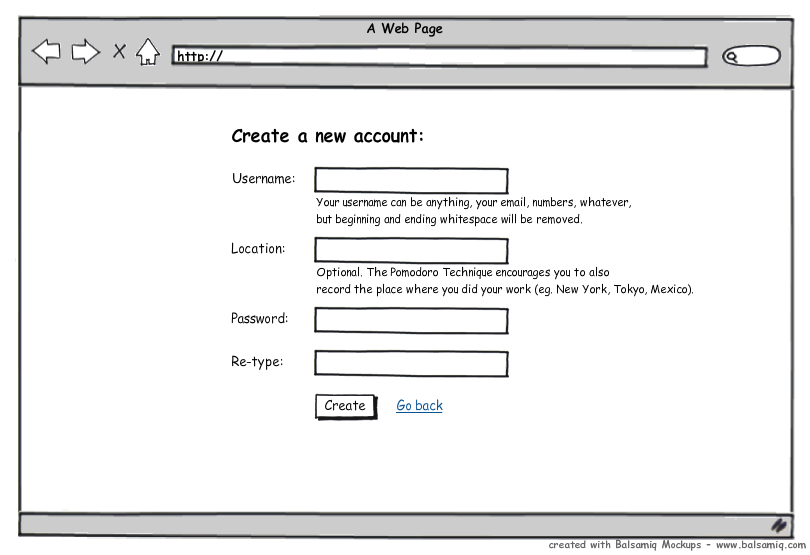 A Web Page
http://
Create a new account:
Username:
Your username can be anything, your email, numbers, whatever,
but beginning and ending whitespace will be removed.
Location:
Optional. The Pomodoro Technique encourages you to also
record the place where you did your work (eg. New York, Tokyo, Mexico).
Password:
Re-type:
Create Go back
created with Balsamiq Mockups - www.balsamiq.com